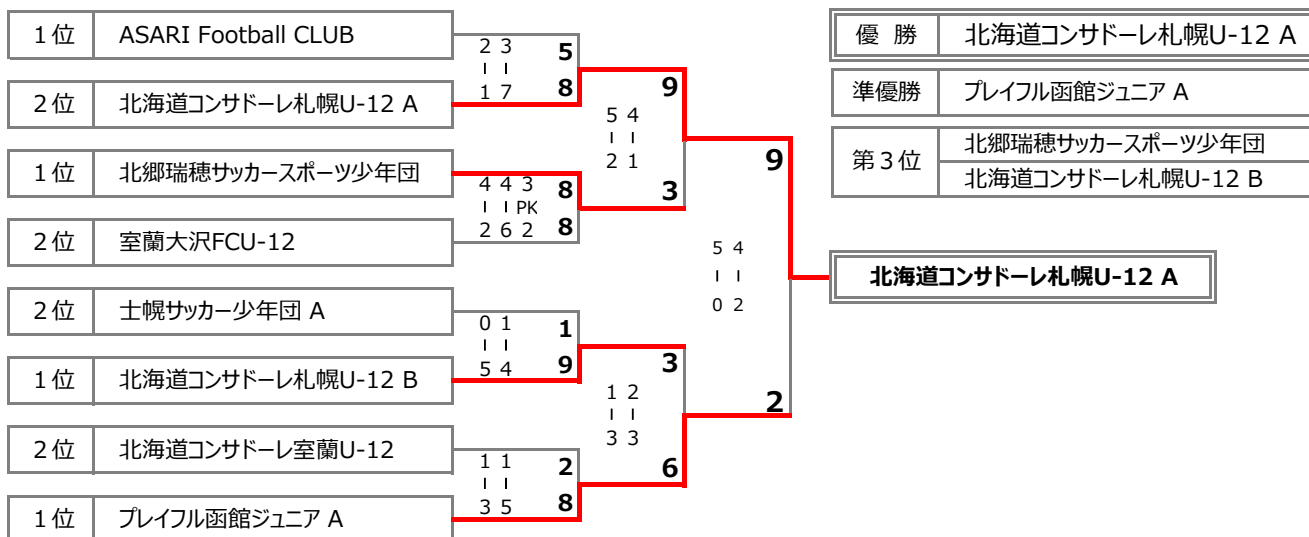 1位 ASARI Football CLUB
2 3 5
| |
1 7 8
2位 北海道コンサドーレ札幌U-12 A
1位 北郷瑞穂サッカースポーツ少年団
4 4 3 8
| | PK
2 6 2 8
2位 室蘭大沢FCU-12
9
5 4
| |
2 1
3
2位 士幌サッカー少年団 A
0 1 1
| |
5 4 9
1位 北海道コンサドーレ札幌U-12 B
2位 北海道コンサドーレ室蘭U-12
1 1 2
| |
3 5 8
1位 プレイフル函館ジュニア A
3
1 2
| |
3 3
6
9
5 4
| |
0 2
2
北海道コンサドーレ札幌U-12 A
優 勝 北海道コンサドーレ札幌U-12 A
準優勝 プレイフル函館ジュニア A
第3位 北郷瑞穂サッカースポーツ少年団
北海道コンサドーレ札幌U-12 B